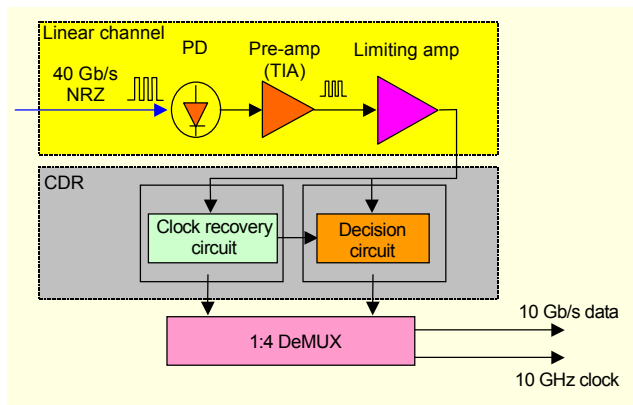 Linear channel
PD
Pre-amp
(TIA)
Limiting amp
40 Gb/s
NRZ
CDR
Clock recovery
circuit
Decision
circuit
1:4 DeMUX
10 Gb/s data
10 GHz clock